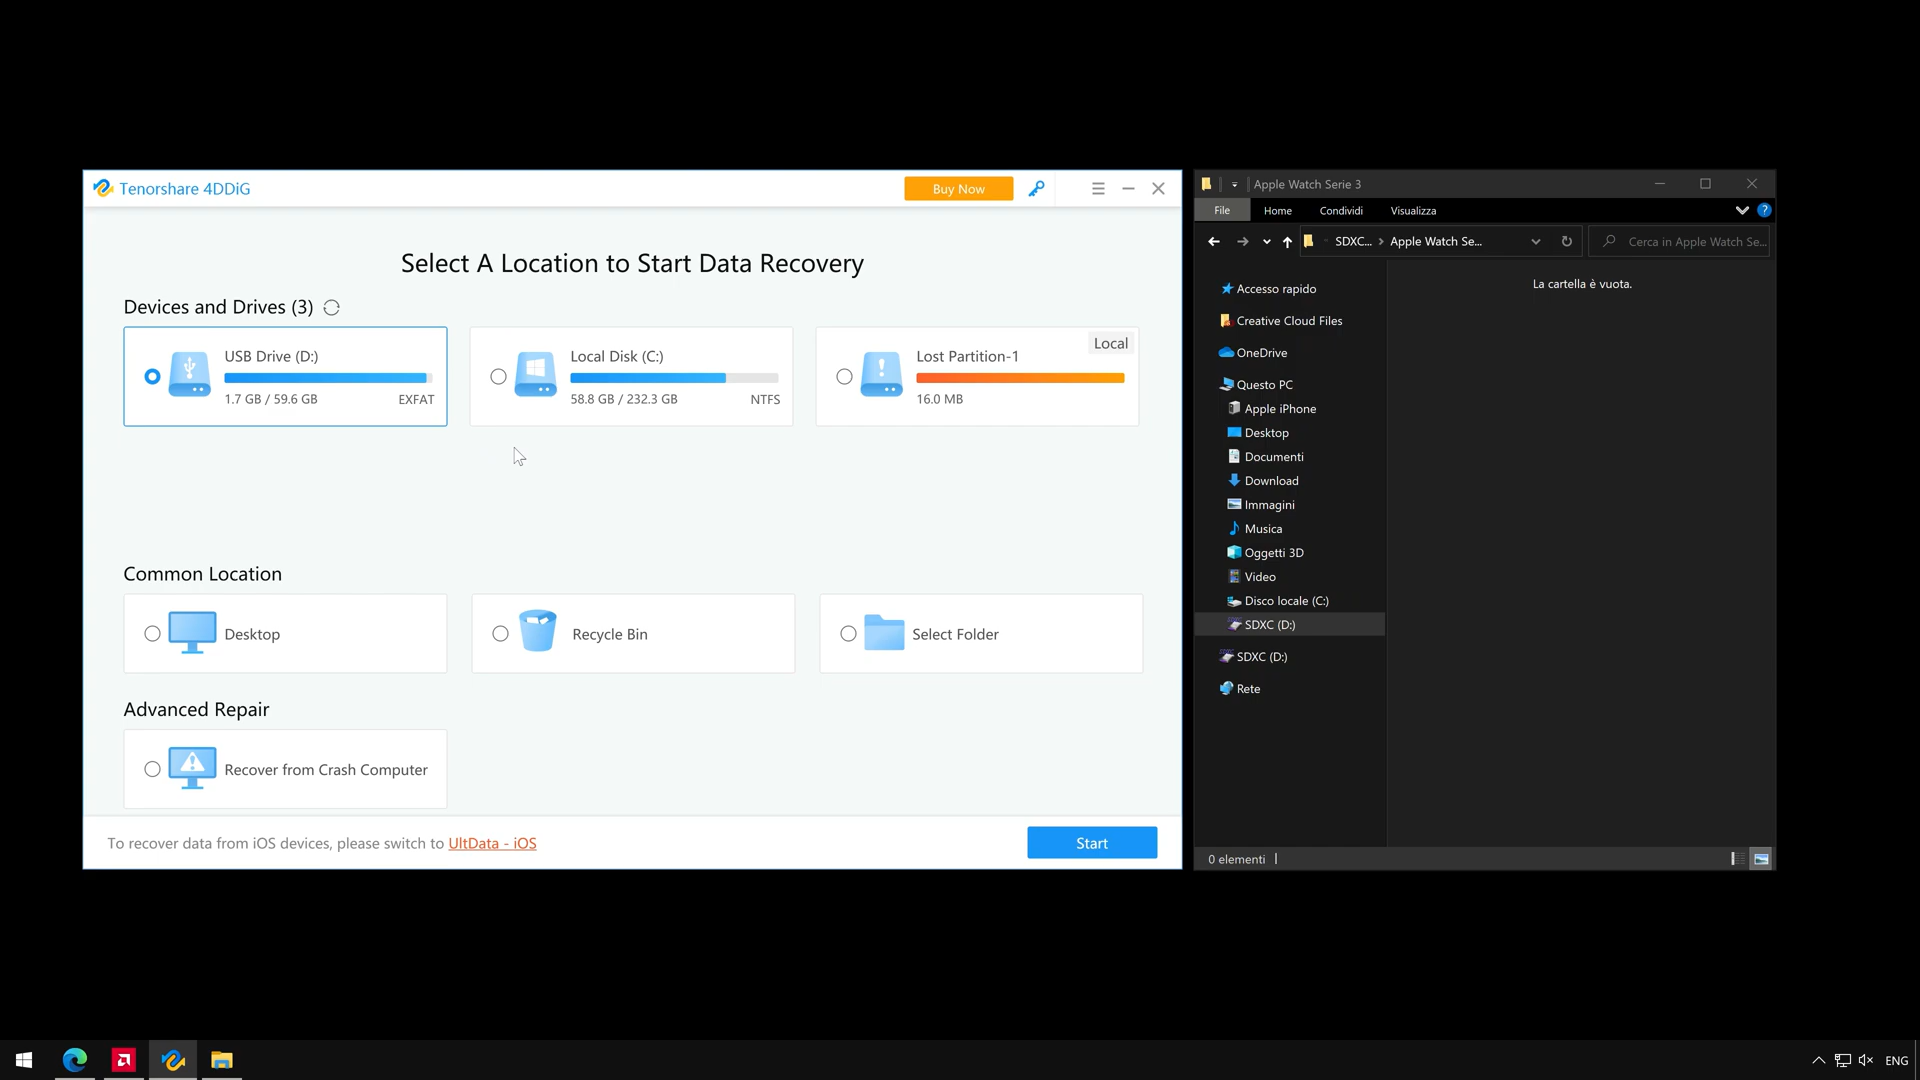 Tenorshare 4DDiG
Buy Now
Select A Location to Start Data Recovery
Devices and Drives (3)
USB Drive (D:)
1.7 GB / 59.6 GB
EXFAT
Local Disk (C:)
58.8 GB / 232.3 GB
NTFS
Local
Lost Partition-1
16.0 MB
Common Location
Desktop
Recycle Bin
Select Folder
Advanced Repair
Recover from Crash Computer
To recover data from iOS devices, please switch to UltData - iOS
Start
Apple Watch Serie 3
File
Home
Condividi
Visualizza
?
SDXC... > Apple Watch Se...
Cerca in Apple Watch Se...
La cartella è vuota.
Accesso rapido
Creative Cloud Files
OneDrive
Questo PC
Apple iPhone
Desktop
Documenti
Download
Immagini
Musica
Oggetti 3D
Video
Disco locale (C:)
SDXC (D:)
SDXC (D:)
Rete
0 elementi
ENG